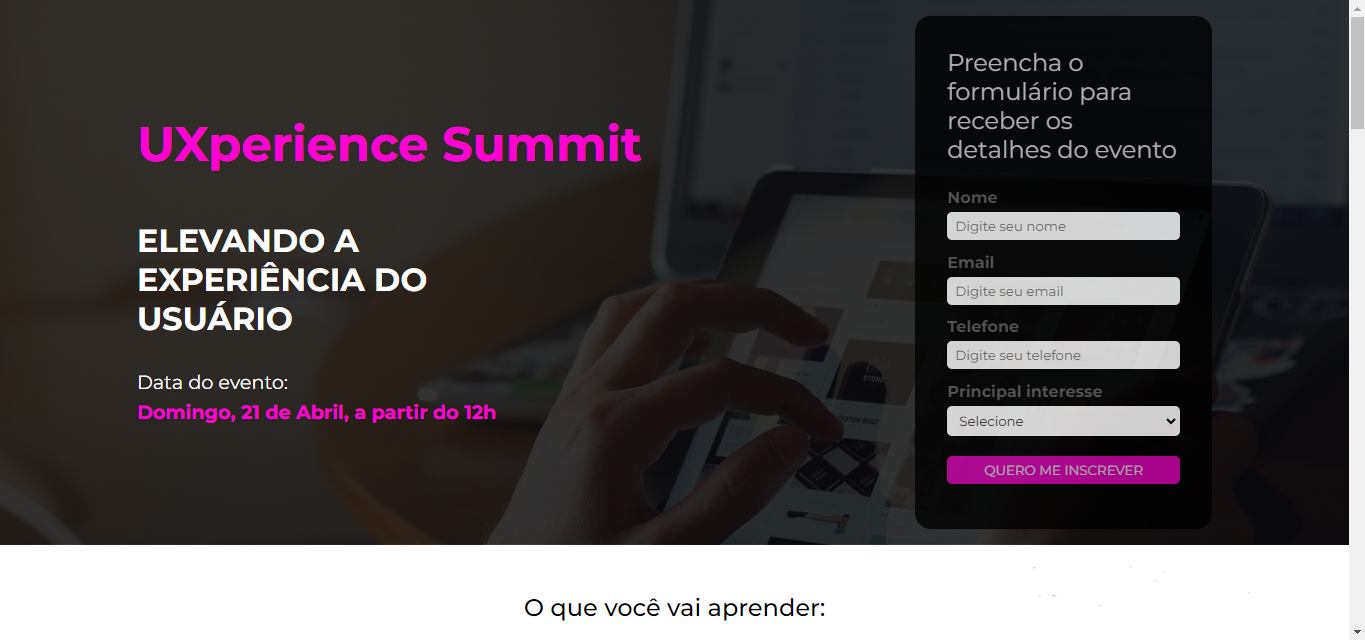 UXperience Summit
ELEVANDO A
EXPERIÊNCIA DO
USUÁRIO
Data do evento:
Domingo, 21 de Abril, a partir do 12h
Preencha o
formulário para
receber os
detalhes do evento
Nome
Digite seu nome
Email
Digite seu email
Telefone
Digite seu telefone
Principal interesse
Selecione
QUERO ME INSCREVER
STONE
O que você vai aprender: